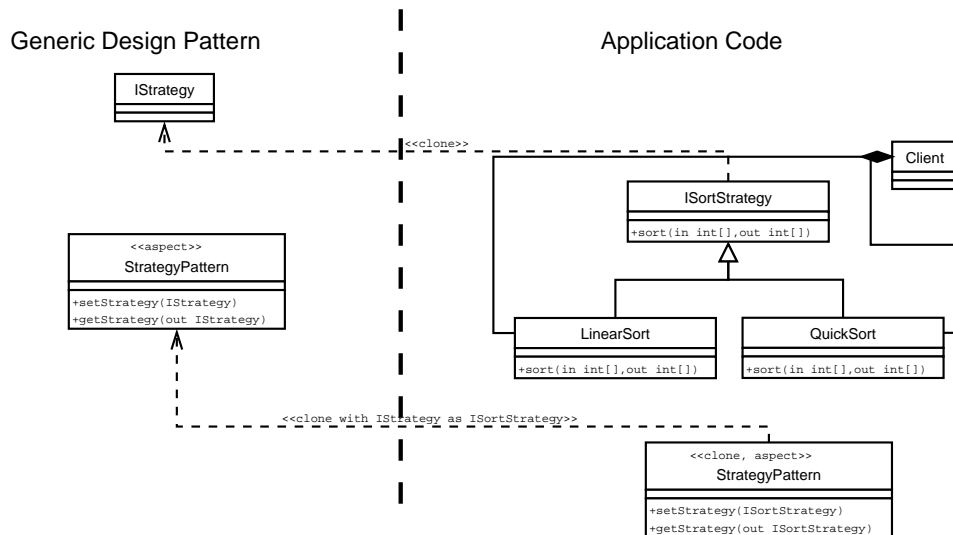 Generic Design Pattern
Application Code
IStrategy
<<clone>>
Client
ISortStrategy
+sort(in int[],out int[])
<<aspect>>
StrategyPattern
+setStrategy(IStrategy)
+getStrategy(out IStrategy)
LinearSort
+sort(in int[],out int[])
QuickSort
+sort(in int[],out int[])
<<clone with IStrategy as ISortStrategy>>
<<clone, aspect>>
StrategyPattern
+setStrategy(ISortStrategy)
+getStrategy(out ISortStrategy)